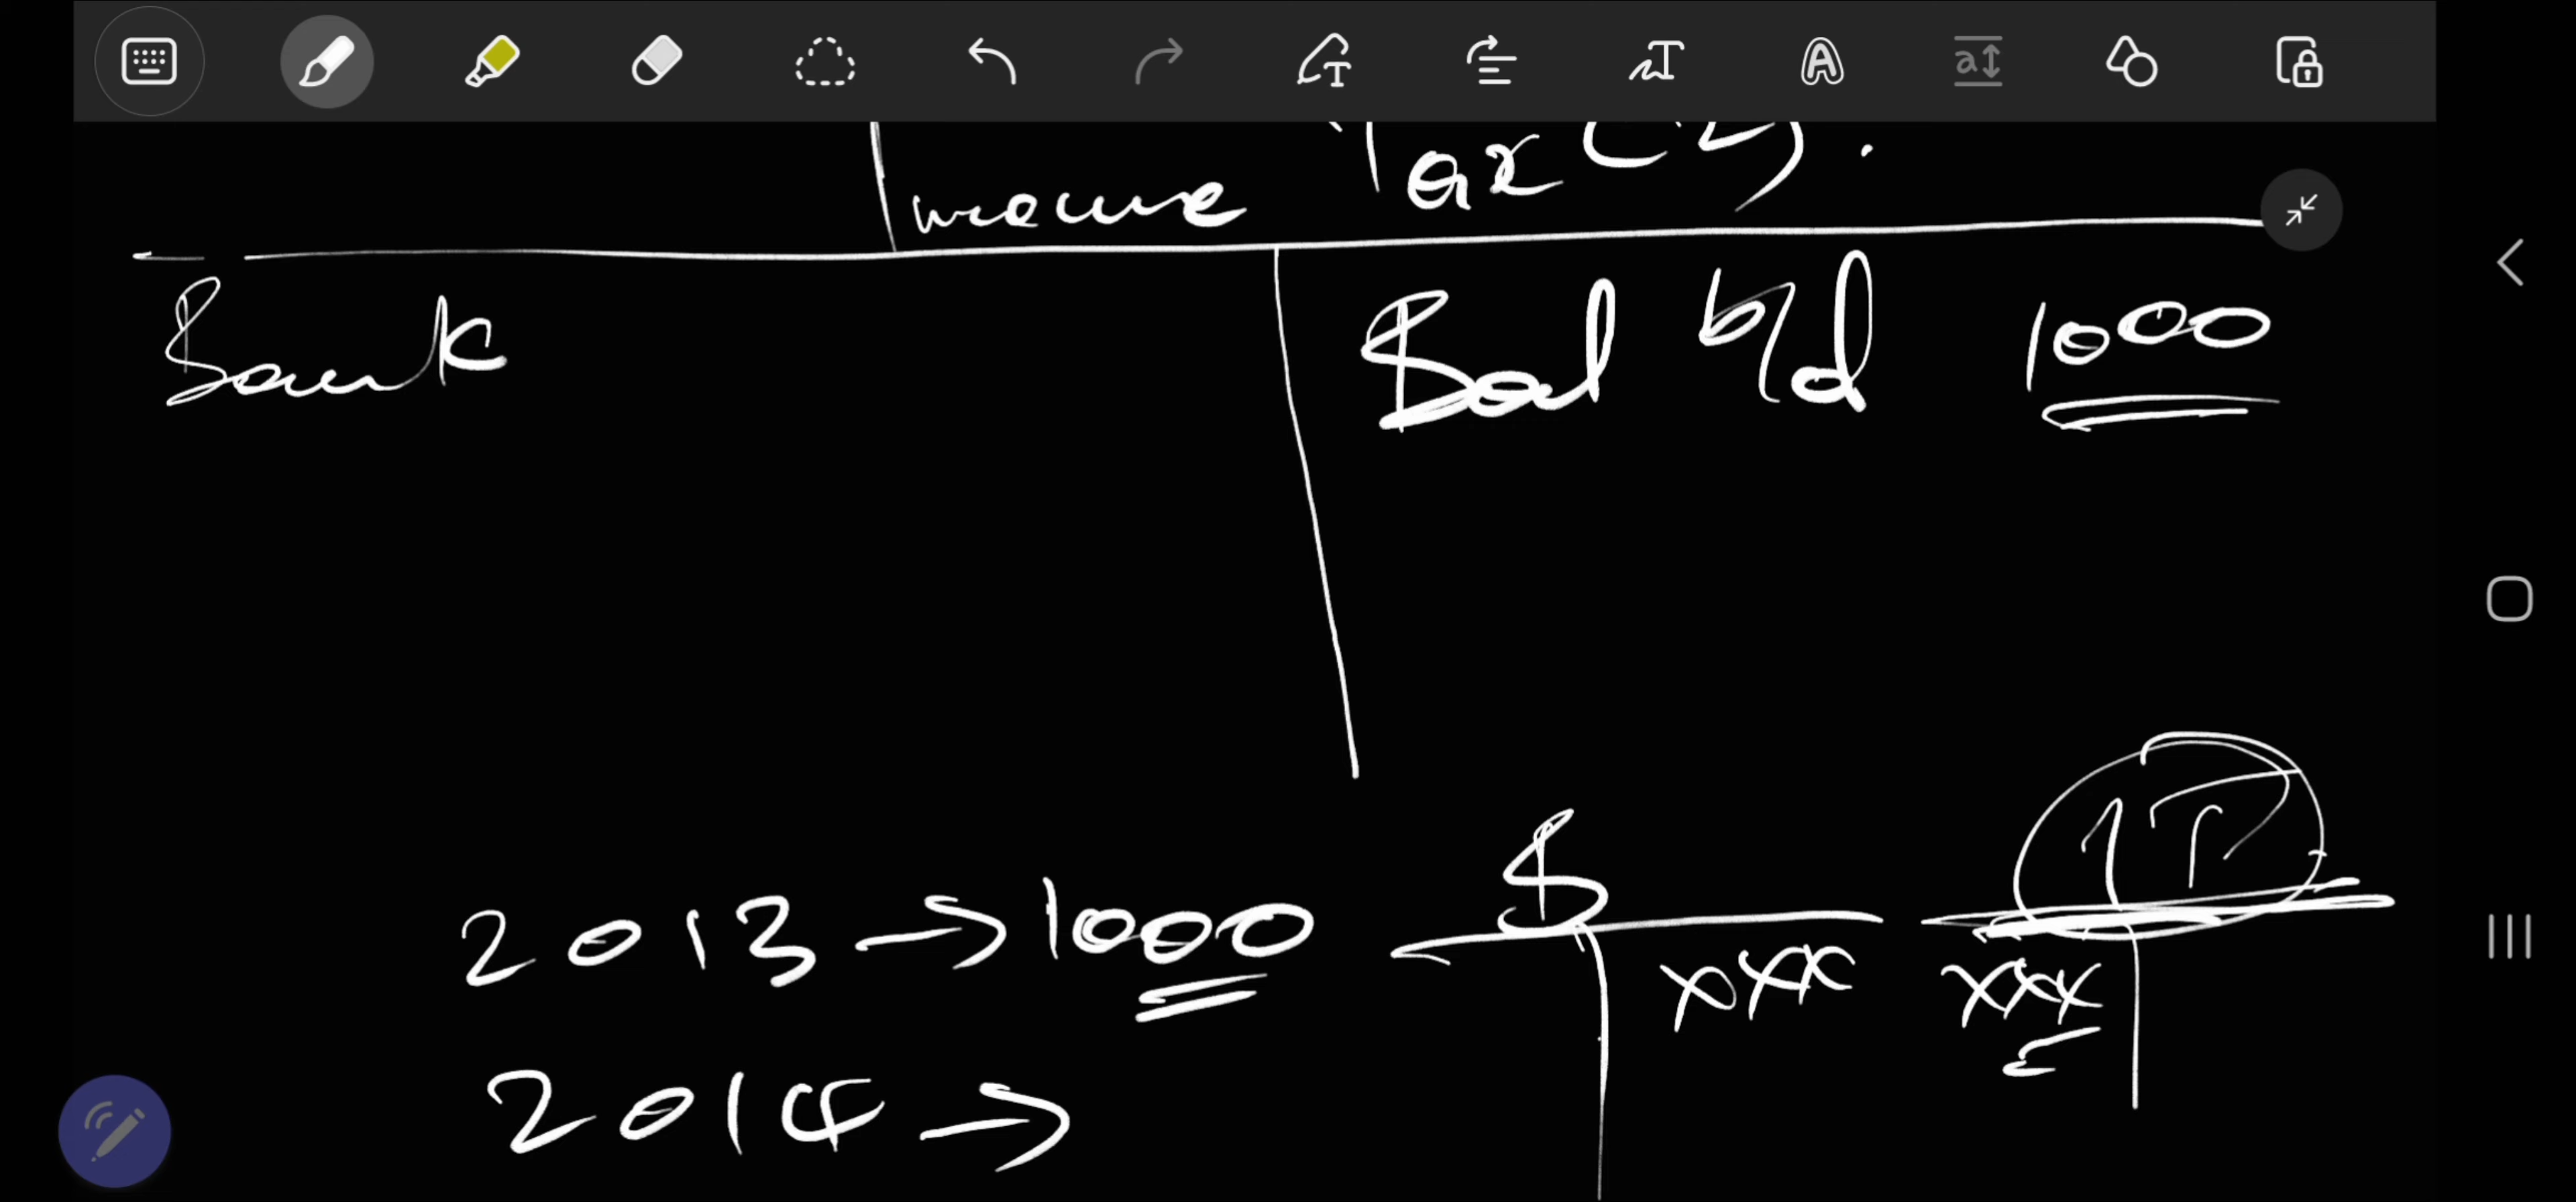 Income Tax (L).
Bank
Bal b/d 1000
2013 → 1000
$
IT
xxx
xxx
2014 →